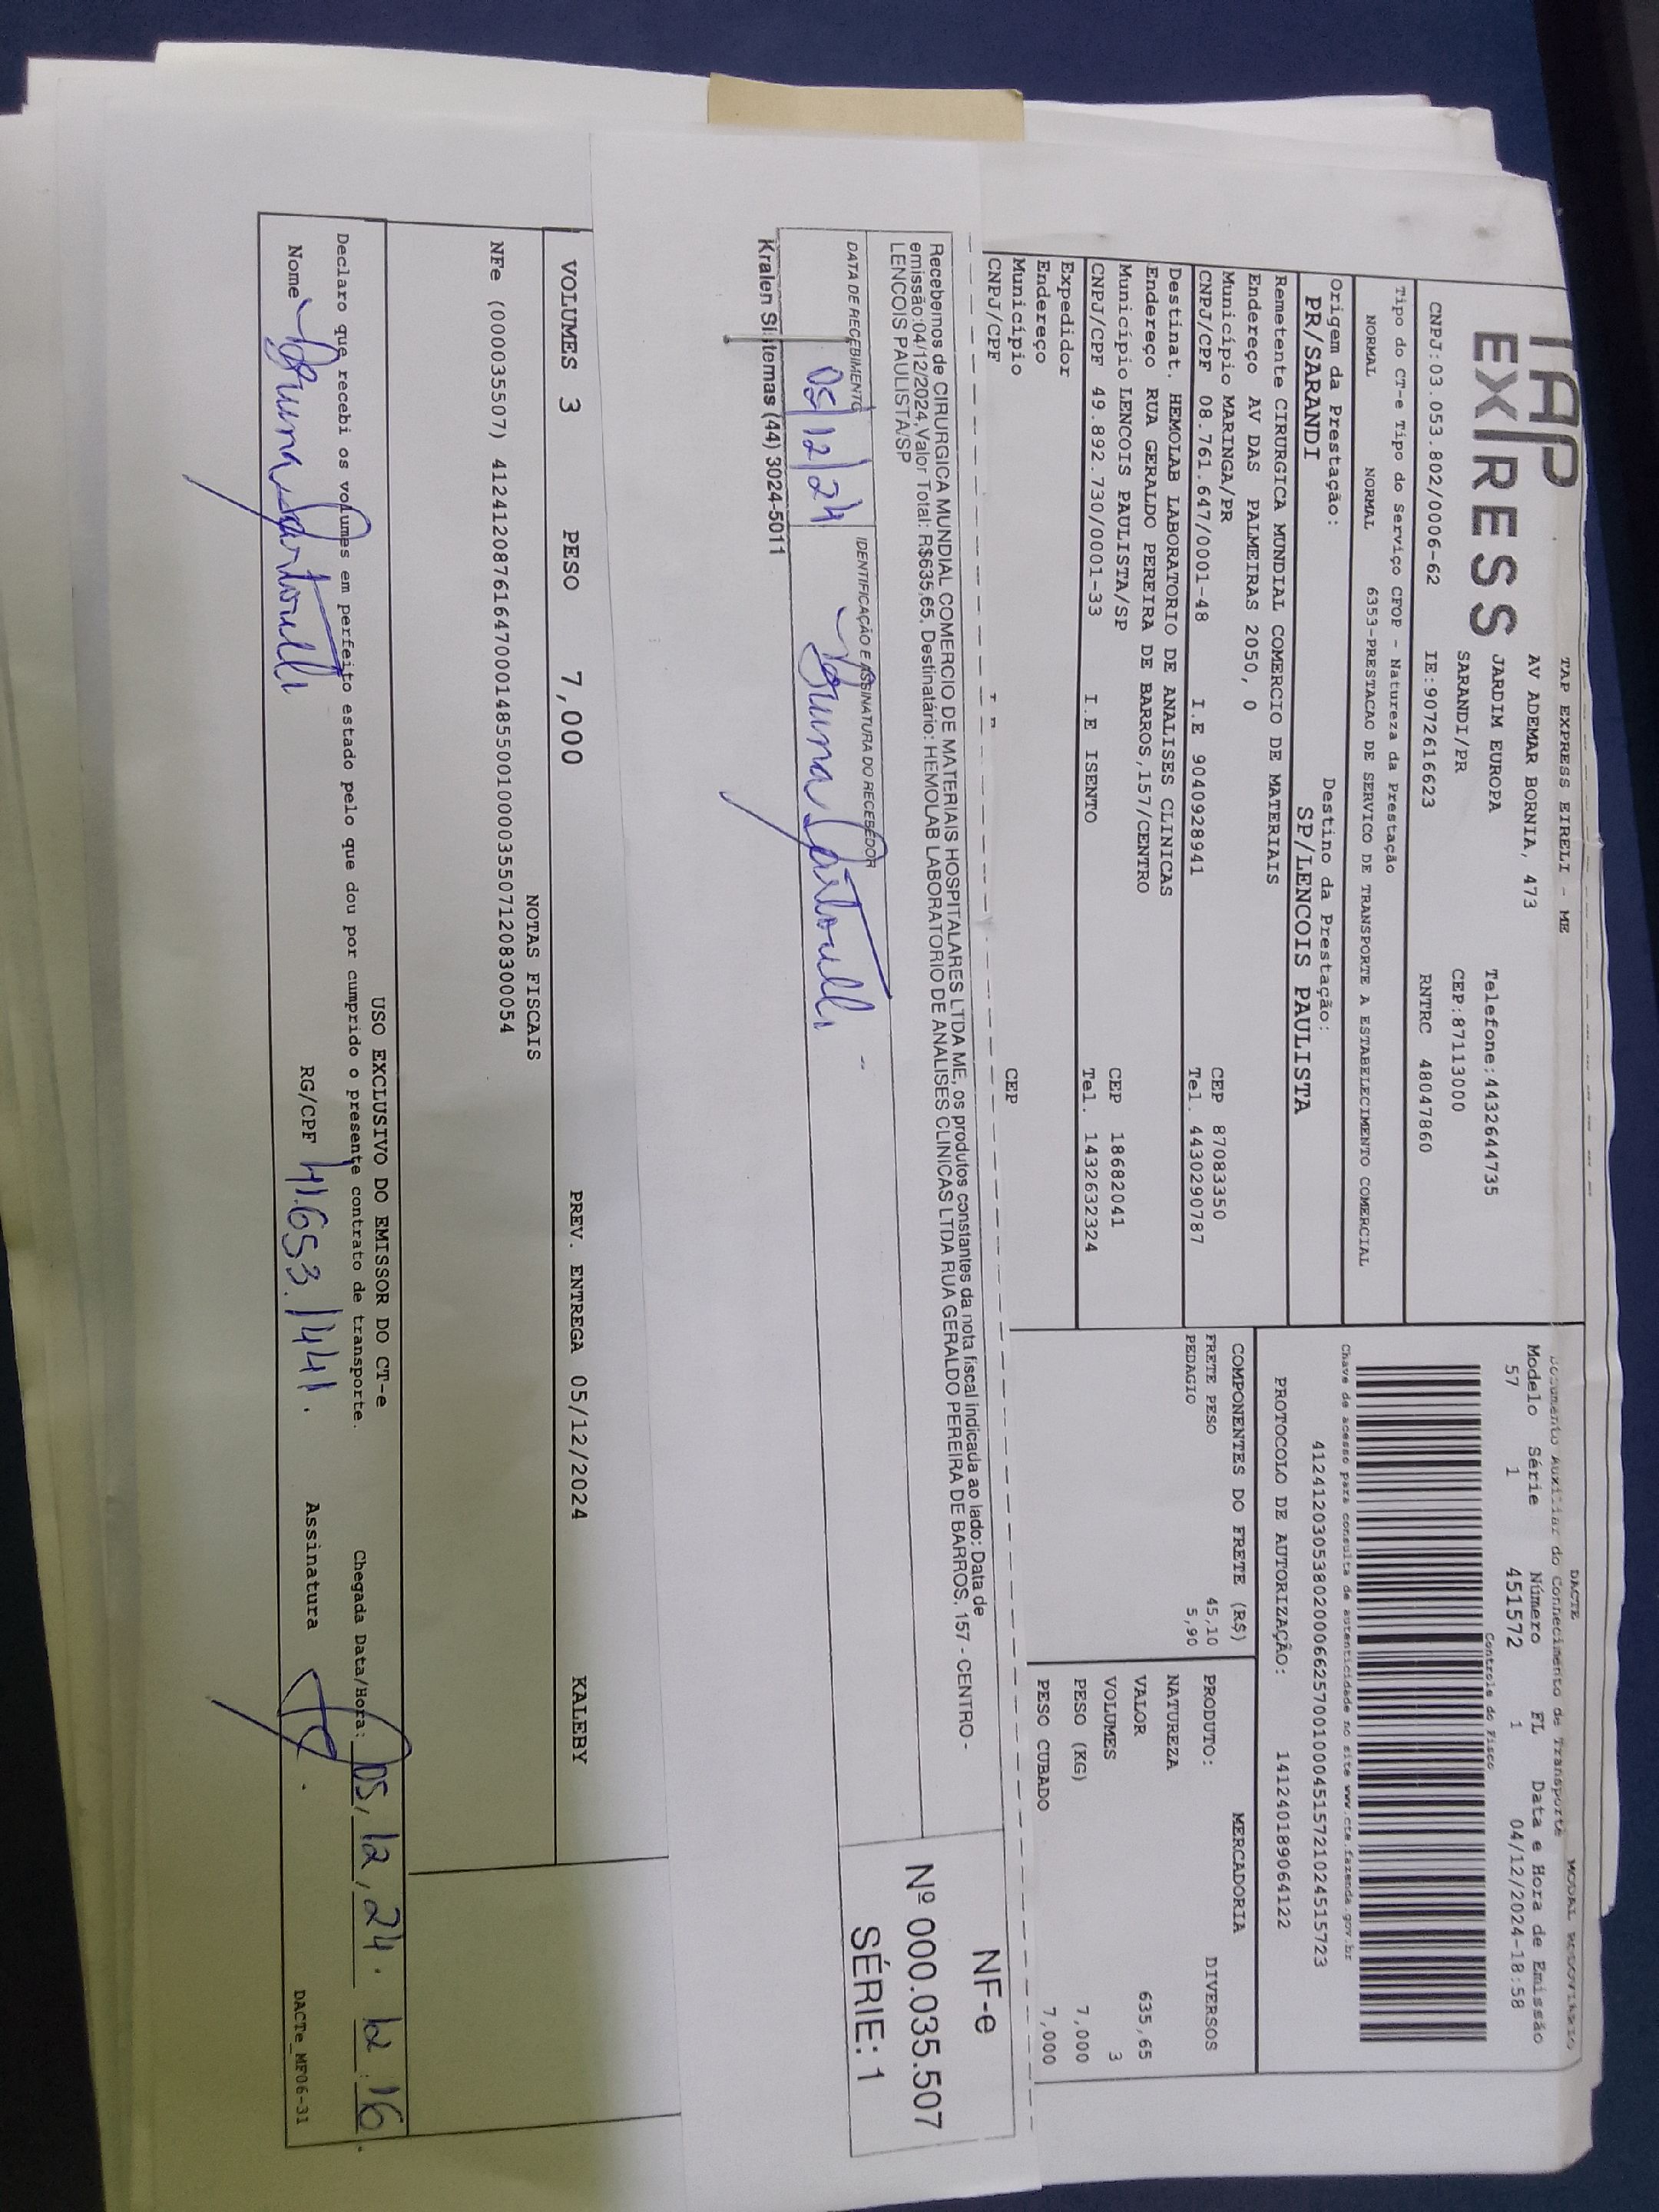 TAP
EXPRESS
TAP EXPRESS EIRELI - ME
AV ADEMAR BORNIA, 473
JARDIM EUROPA
SARANDI/PR
Telefone:4432644735
CEP:87113000
CNPJ:03.053.802/0006-62 IE:9072616623 RNTRC 48047860
Tipo do CT-e Tipo do Serviço CFOP - Natureza da Prestação
NORMAL NORMAL 6353-PRESTACAO DE SERVICO DE TRANSPORTE A ESTABELECIMENTO COMERCIAL
Origem da Prestação: Destino da Prestação:
PR/SARANDI SP/LENCOIS PAULISTA
DACTE MODAL RODOVIARIO
Documento Auxiliar do Conhecimento de Transporte
Modelo Série Número FL Data e Hora de Emissão
57 1 451572 1 04/12/2024-18:58
Controle do Fisco
Chave de acesso para consulta de autenticidade no site www.cte.fazenda.gov.br
41241203053802000662570010004515721024515723
PROTOCOLO DE AUTORIZAÇÃO: 141240189064122
Remetente CIRURGICA MUNDIAL COMERCIO DE MATERIAIS
Endereço AV DAS PALMEIRAS 2050, 0
Município MARINGA/PR CEP 87083350
CNPJ/CPF 08.761.647/0001-48 I.E 9040928941 Tel. 4430290787
Destinat. HEMOLAB LABORATORIO DE ANALISES CLINICAS
Endereço RUA GERALDO PEREIRA DE BARROS,157/CENTRO
Município LENCOIS PAULISTA/SP CEP 18682041
CNPJ/CPF 49.892.730/0001-33 I.E ISENTO Tel. 1432632324
Expedidor
Endereço
Município CEP
CNPJ/CPF
COMPONENTES DO FRETE (R$)
FRETE PESO 45,10
PEDAGIO 5,90
MERCADORIA
PRODUTO: DIVERSOS
NATUREZA
VALOR 635,65
VOLUMES 3
PESO (KG) 7,000
PESO CUBADO 7,000
Recebemos de CIRURGICA MUNDIAL COMERCIO DE MATERIAIS HOSPITALARES LTDA ME, os produtos constantes da nota fiscal indicada ao lado: Data de
emissão:04/12/2024,Valor Total: R$635,65, Destinatário: HEMOLAB LABORATORIO DE ANALISES CLINICAS LTDA RUA GERALDO PEREIRA DE BARROS, 157 - CENTRO -
LENCOIS PAULISTA/SP
NF-e
Nº 000.035.507
SÉRIE: 1
DATA DE RECEBIMENTO IDENTIFICAÇÃO E ASSINATURA DO RECEBEDOR
05/12/24 Bruna
Kralen Sistemas (44) 3024-5011
VOLUMES 3 PESO 7,000 PREV. ENTREGA 05/12/2024 KALEBY
NOTAS FISCAIS
NFe (000035507) 41241208761647000148550010000355071208300054
USO EXCLUSIVO DO EMISSOR DO CT-e
Declaro que recebi os volumes em perfeito estado pelo que dou por cumprido o presente contrato de transporte. Chegada Data/Hora: 05,12,24. 12:16.
Nome Bruna RG/CPF 41.653.1441. Assinatura
DACTe_MF06-31